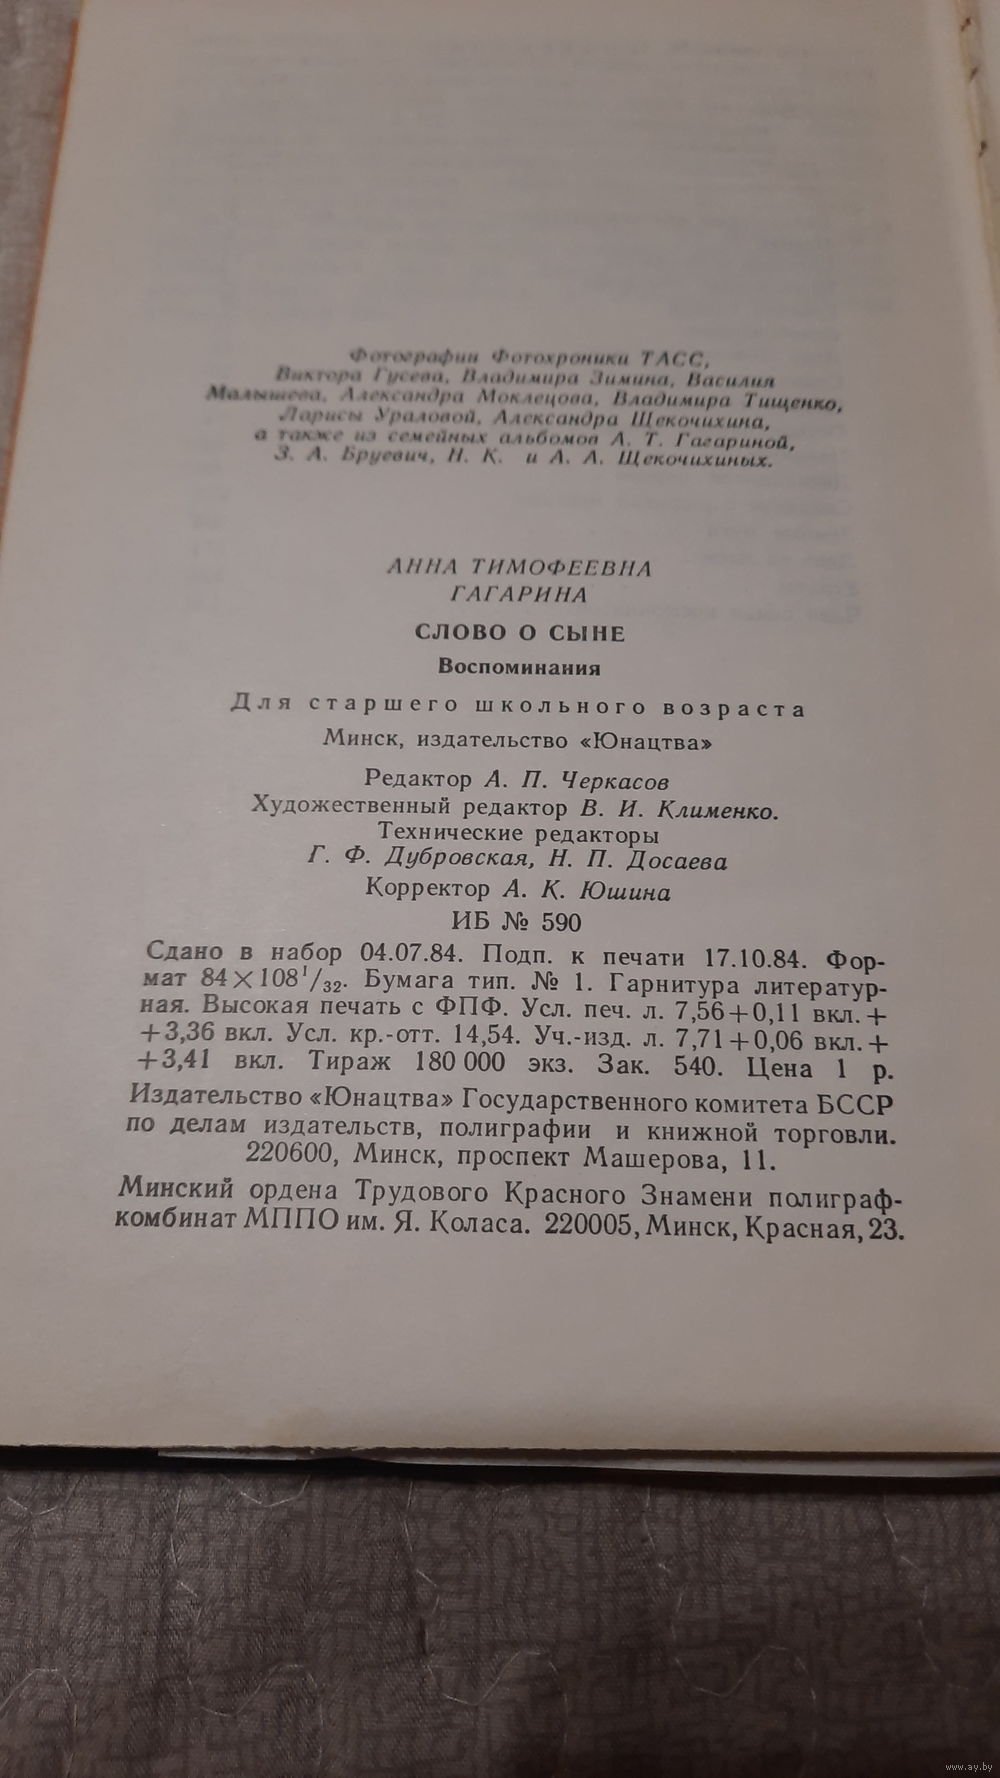 Фотографии Фотохроники ТАСС,
Виктора Гусева, Владимира Зимина, Василия
Малышева, Александра Моклецова, Владимира Тищенко,
Ларисы Ураловой, Александра Щекочихина,
а также из семейных альбомов А. Т. Гагариной,
З. А. Бруевич, Н. К. и А. А. Щекочихиных.
АННА ТИМОФЕЕВНА
ГАГАРИНА
СЛОВО О СЫНЕ
Воспоминания
Для старшего школьного возраста
Минск, издательство «Юнацтва»
Редактор А. П. Черкасов
Художественный редактор В. И. Клименко.
Технические редакторы
Г. Ф. Дубровская, Н. П. Досаева
Корректор А. К. Юшина
ИБ № 590
Сдано в набор 04.07.84. Подп. к печати 17.10.84. Фор-
мат 84×108¹/₃₂. Бумага тип. № 1. Гарнитура литератур-
ная. Высокая печать с ФПФ. Усл. печ. л. 7,56+0,11 вкл.+
+3,36 вкл. Усл. кр.-отт. 14,54. Уч.-изд. л. 7,71+0,06 вкл.+
+3,41 вкл. Тираж 180 000 экз. Зак. 540. Цена 1 р.
Издательство «Юнацтва» Государственного комитета БССР
по делам издательств, полиграфии и книжной торговли.
220600, Минск, проспект Машерова, 11.
Минский ордена Трудового Красного Знамени полиграф-
комбинат МППО им. Я. Коласа. 220005, Минск, Красная, 23.
www.ay.by